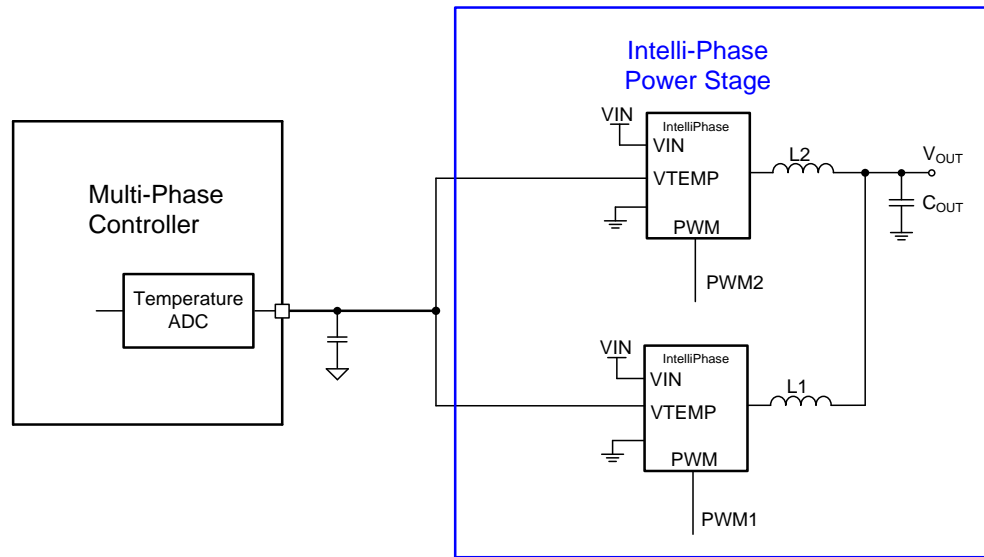 Intelli-Phase
Power Stage
VIN
IntelliPhase
VIN
VTEMP
PWM
L2
VOUT
COUT
PWM2
Multi-Phase
Controller
Temperature
ADC
VIN
IntelliPhase
VIN
VTEMP
PWM
L1
PWM1